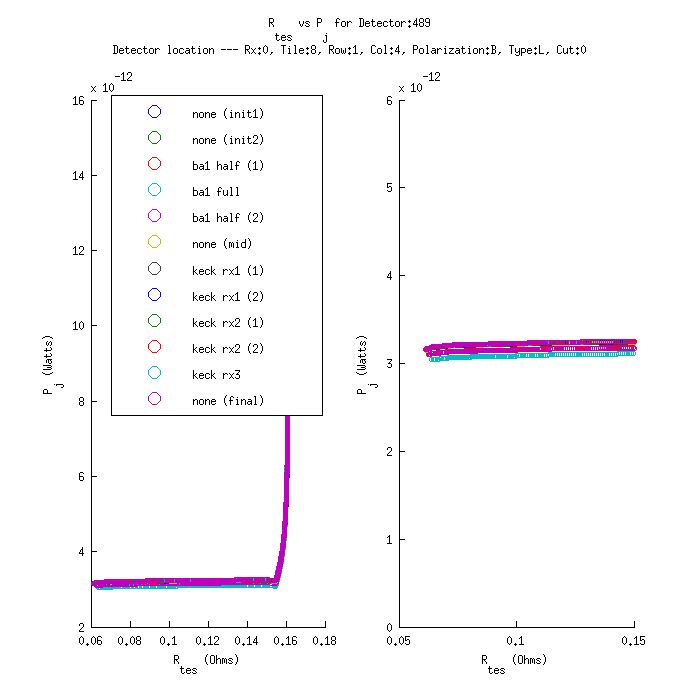 R    vs P  for Detector:489
tes     j
Detector location --- Rx:0, Tile:8, Row:1, Col:4, Polarization:B, Type:L, Cut:0
x 10^-12
16
14
12
10
8
6
4
2
0.06 0.08 0.1 0.12 0.14 0.16 0.18
P_j (Watts)
R_tes (Ohms)
none (init1)
none (init2)
ba1 half (1)
ba1 full
ba1 half (2)
none (mid)
keck rx1 (1)
keck rx1 (2)
keck rx2 (1)
keck rx2 (2)
keck rx3
none (final)
x 10^-12
6
5
4
3
2
1
0
0.05 0.1 0.15
P_j (Watts)
R_tes (Ohms)